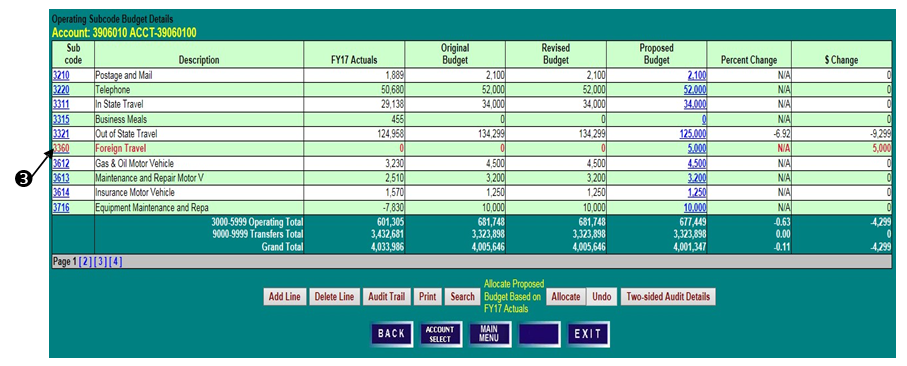 Operating Subcode Budget Details
Account: 3906010 ACCT-39060100
Sub code Description FY17 Actuals Original Budget Revised Budget Proposed Budget Percent Change $ Change
3210 Postage and Mail 1,889 2,100 2,100 2,100 N/A 0
3220 Telephone 50,680 52,000 52,000 52,000 N/A 0
3311 In State Travel 29,138 34,000 34,000 34,000 N/A 0
3315 Business Meals 455 0 0 0 N/A 0
3321 Out of State Travel 124,958 134,299 134,299 125,000 -6.92 -9,299
3360 Foreign Travel 0 0 0 5,000 N/A 5,000
3612 Gas & Oil Motor Vehicle 3,230 4,500 4,500 4,500 N/A 0
❸ 3613 Maintenance and Repair Motor V 2,510 3,200 3,200 3,200 N/A 0
3614 Insurance Motor Vehicle 1,570 1,250 1,250 1,250 N/A 0
3716 Equipment Maintenance and Repa -7,830 10,000 10,000 10,000 N/A 0
3000-5999 Operating Total 601,305 681,748 681,748 677,449 -0.63 -4,299
9000-9999 Transfers Total 3,432,681 3,323,898 3,323,898 3,323,898 0.00 0
Grand Total 4,033,986 4,005,646 4,005,646 4,001,347 -0.11 -4,299
Page 1 [ 2 ] [ 3 ] [ 4 ]
Add Line Delete Line Audit Trail Print Search Allocate Proposed Budget Based on FY17 Actuals Allocate Undo Two-sided Audit Details
BACK ACCOUNT SELECT MAIN MENU EXIT